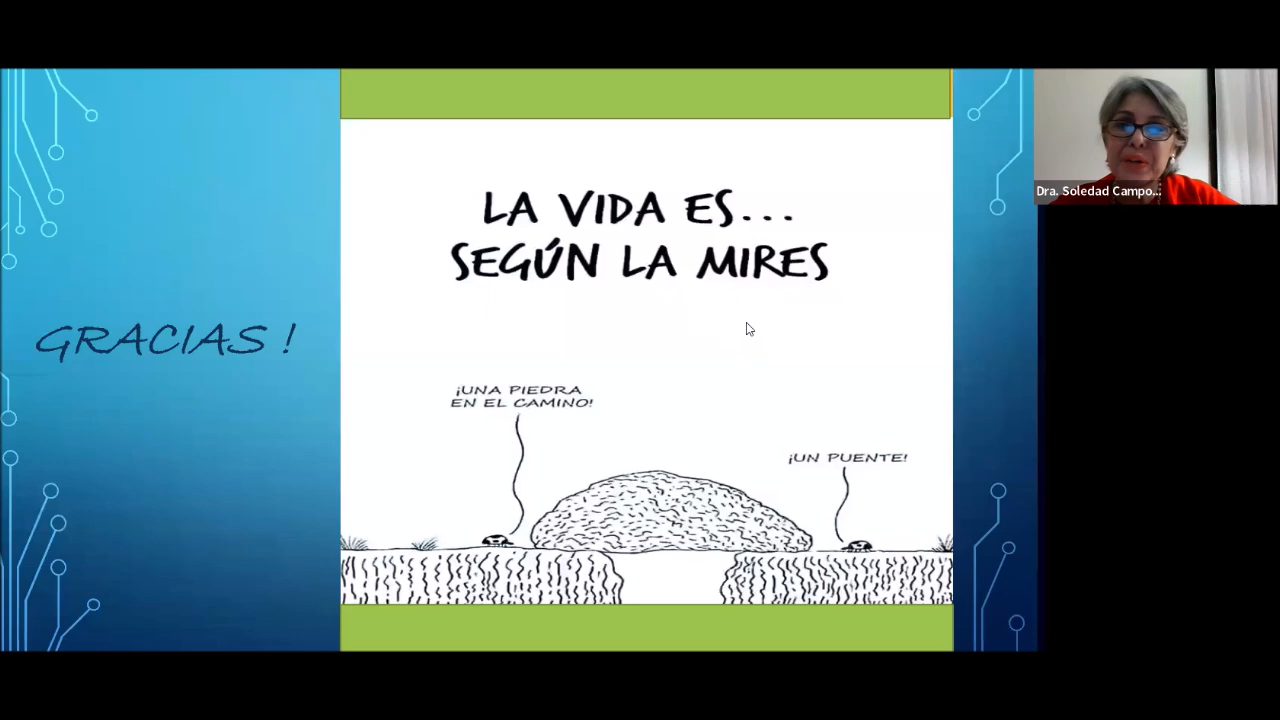 GRACIAS !
LA VIDA ES...
SEGÚN LA MIRES
¡UNA PIEDRA
EN EL CAMINO!
¡UN PUENTE!
Dra. Soledad Campo...